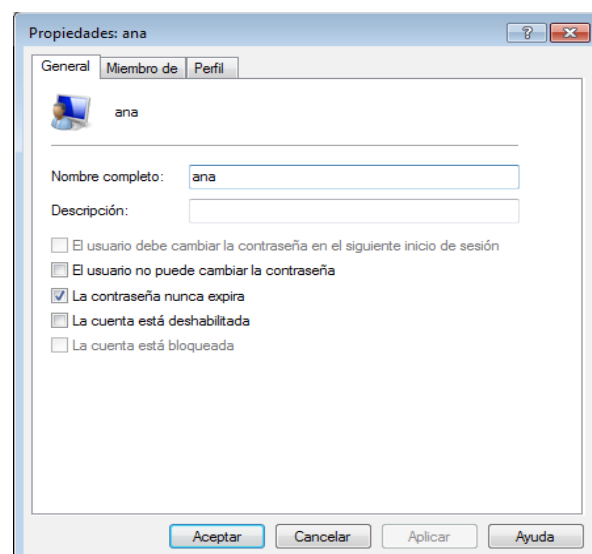 Propiedades: ana
General Miembro de Perfil
ana
Nombre completo: ana
Descripción:
El usuario debe cambiar la contraseña en el siguiente inicio de sesión
El usuario no puede cambiar la contraseña
La contraseña nunca expira
La cuenta está deshabilitada
La cuenta está bloqueada
Aceptar Cancelar Aplicar Ayuda